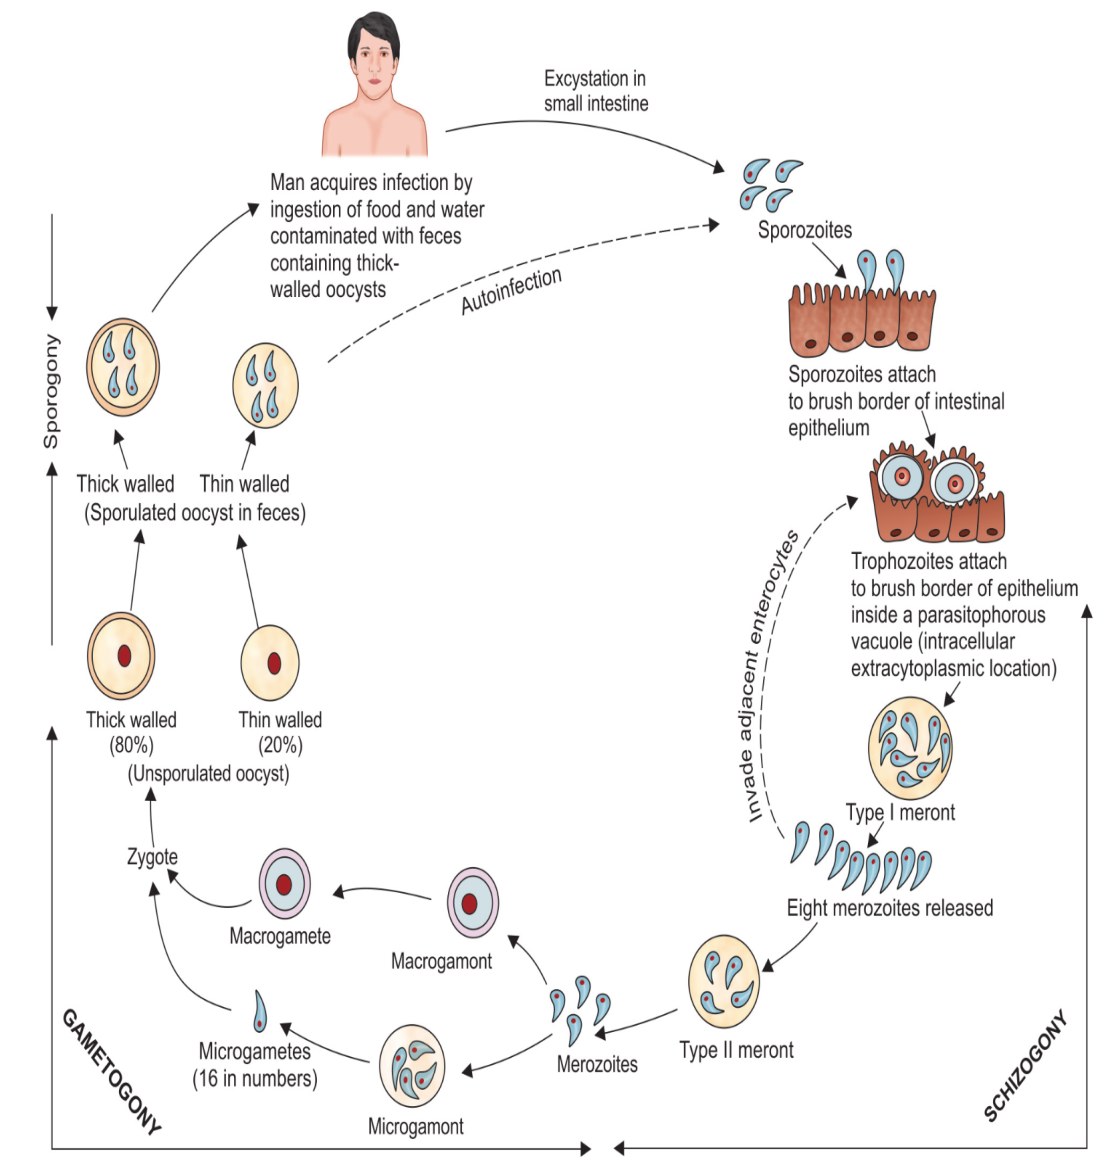 Excystation in
small intestine
Man acquires infection by
ingestion of food and water
contaminated with feces
containing thick-
walled oocysts
Sporozoites
Autoinfection
Sporozoites attach
to brush border of intestinal
epithelium
Sporogony
Thick walled
Thin walled
(Sporulated oocyst in feces)
Invade adjacent enterocytes
Trophozoites attach
to brush border of epithelium
inside a parasitophorous
vacuole (intracellular
extracytoplasmic location)
Thick walled
(80%)
Thin walled
(20%)
(Unsporulated oocyst)
Type I meront
Zygote
Eight merozoites released
Macrogamete
Macrogamont
Type II meront
Merozoites
Microgametes
(16 in numbers)
Microgamont
GAMETOGONY
SCHIZOGONY